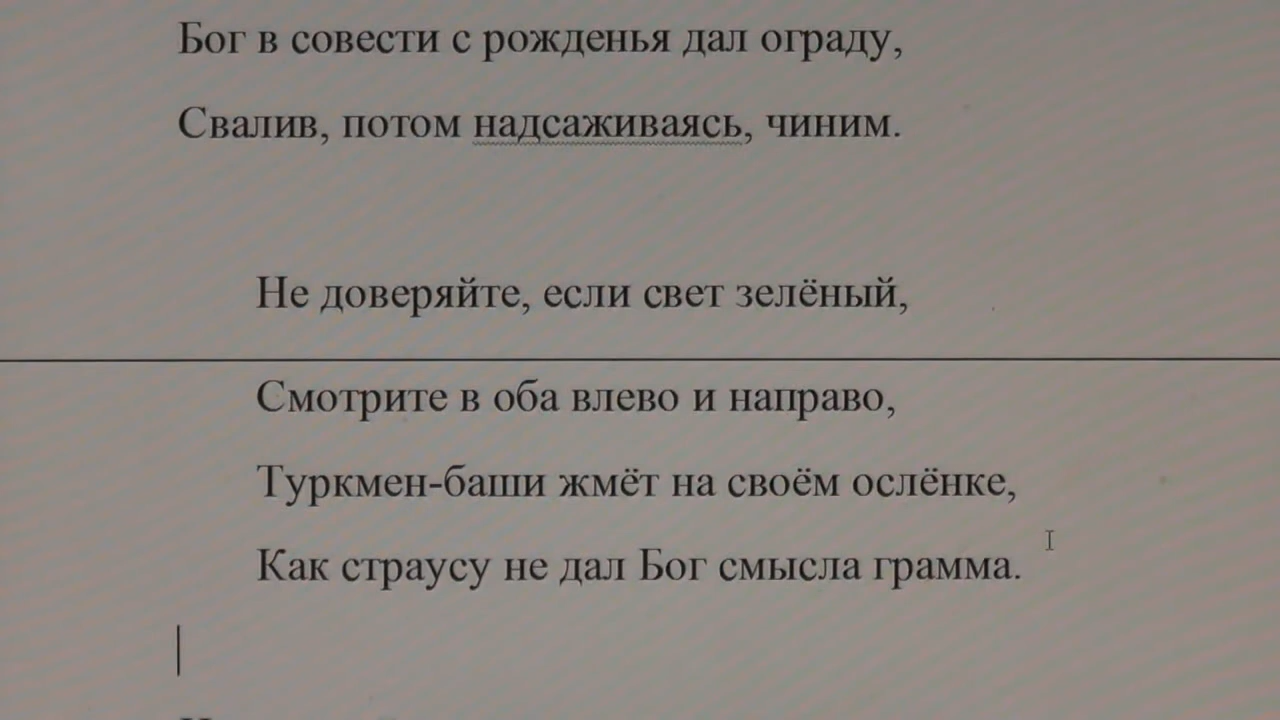 Бог в совести с рожденья дал ограду,
Свалив, потом надсаживаясь, чиним.
Не доверяйте, если свет зелёный,
Смотрите в оба влево и направо,
Туркмен-баши жмёт на своём ослёнке,
Как страусу не дал Бог смысла грамма.